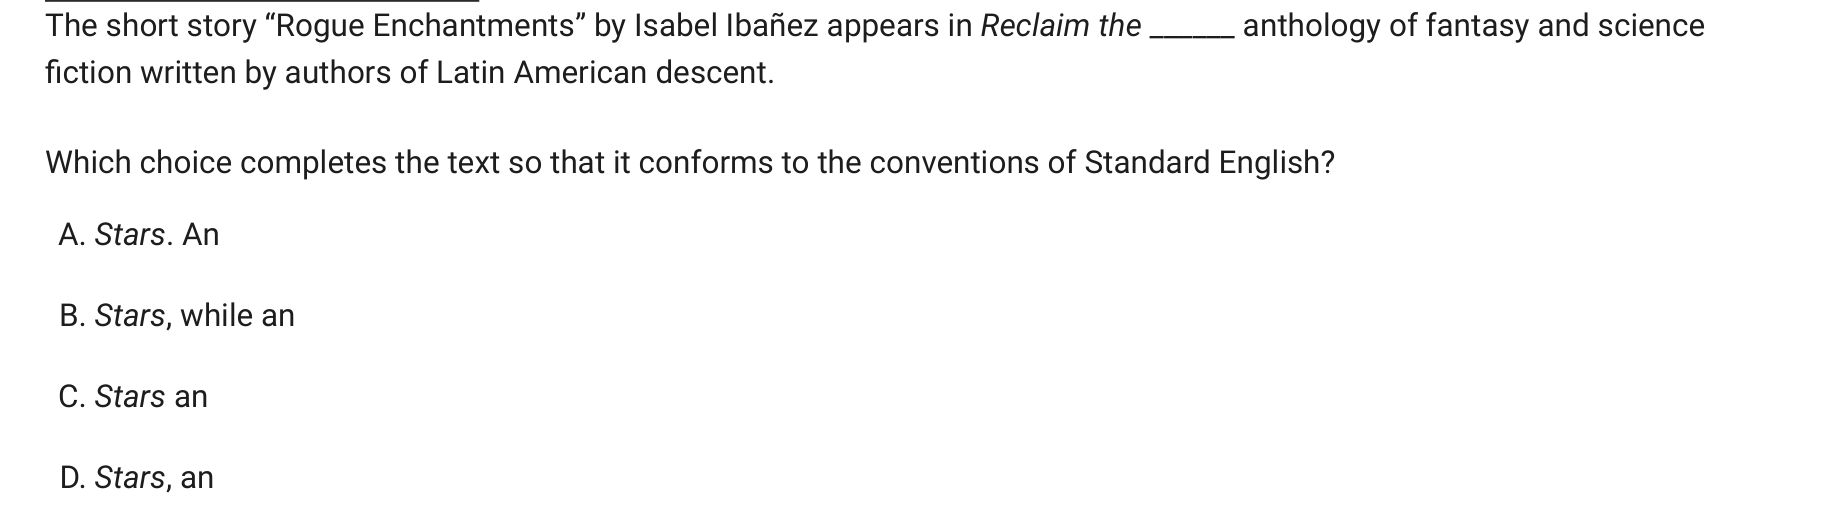 The short story “Rogue Enchantments” by Isabel Ibañez appears in Reclaim the ______ anthology of fantasy and science
fiction written by authors of Latin American descent.
Which choice completes the text so that it conforms to the conventions of Standard English?
A. Stars. An
B. Stars, while an
C. Stars an
D. Stars, an